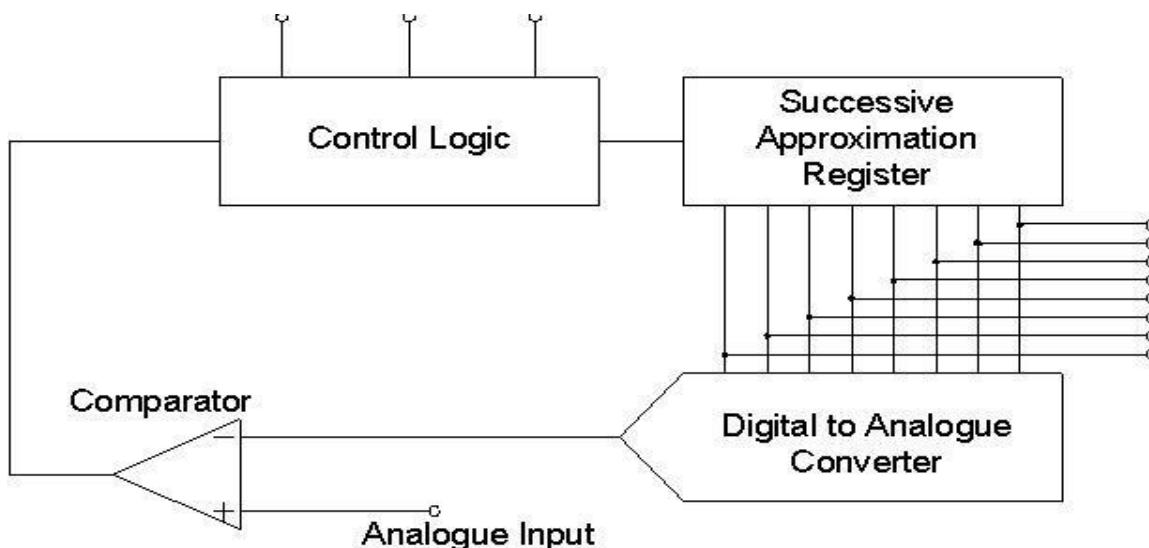 Control Logic
Successive
Approximation
Register
Comparator
Digital to Analogue
Converter
Analogue Input